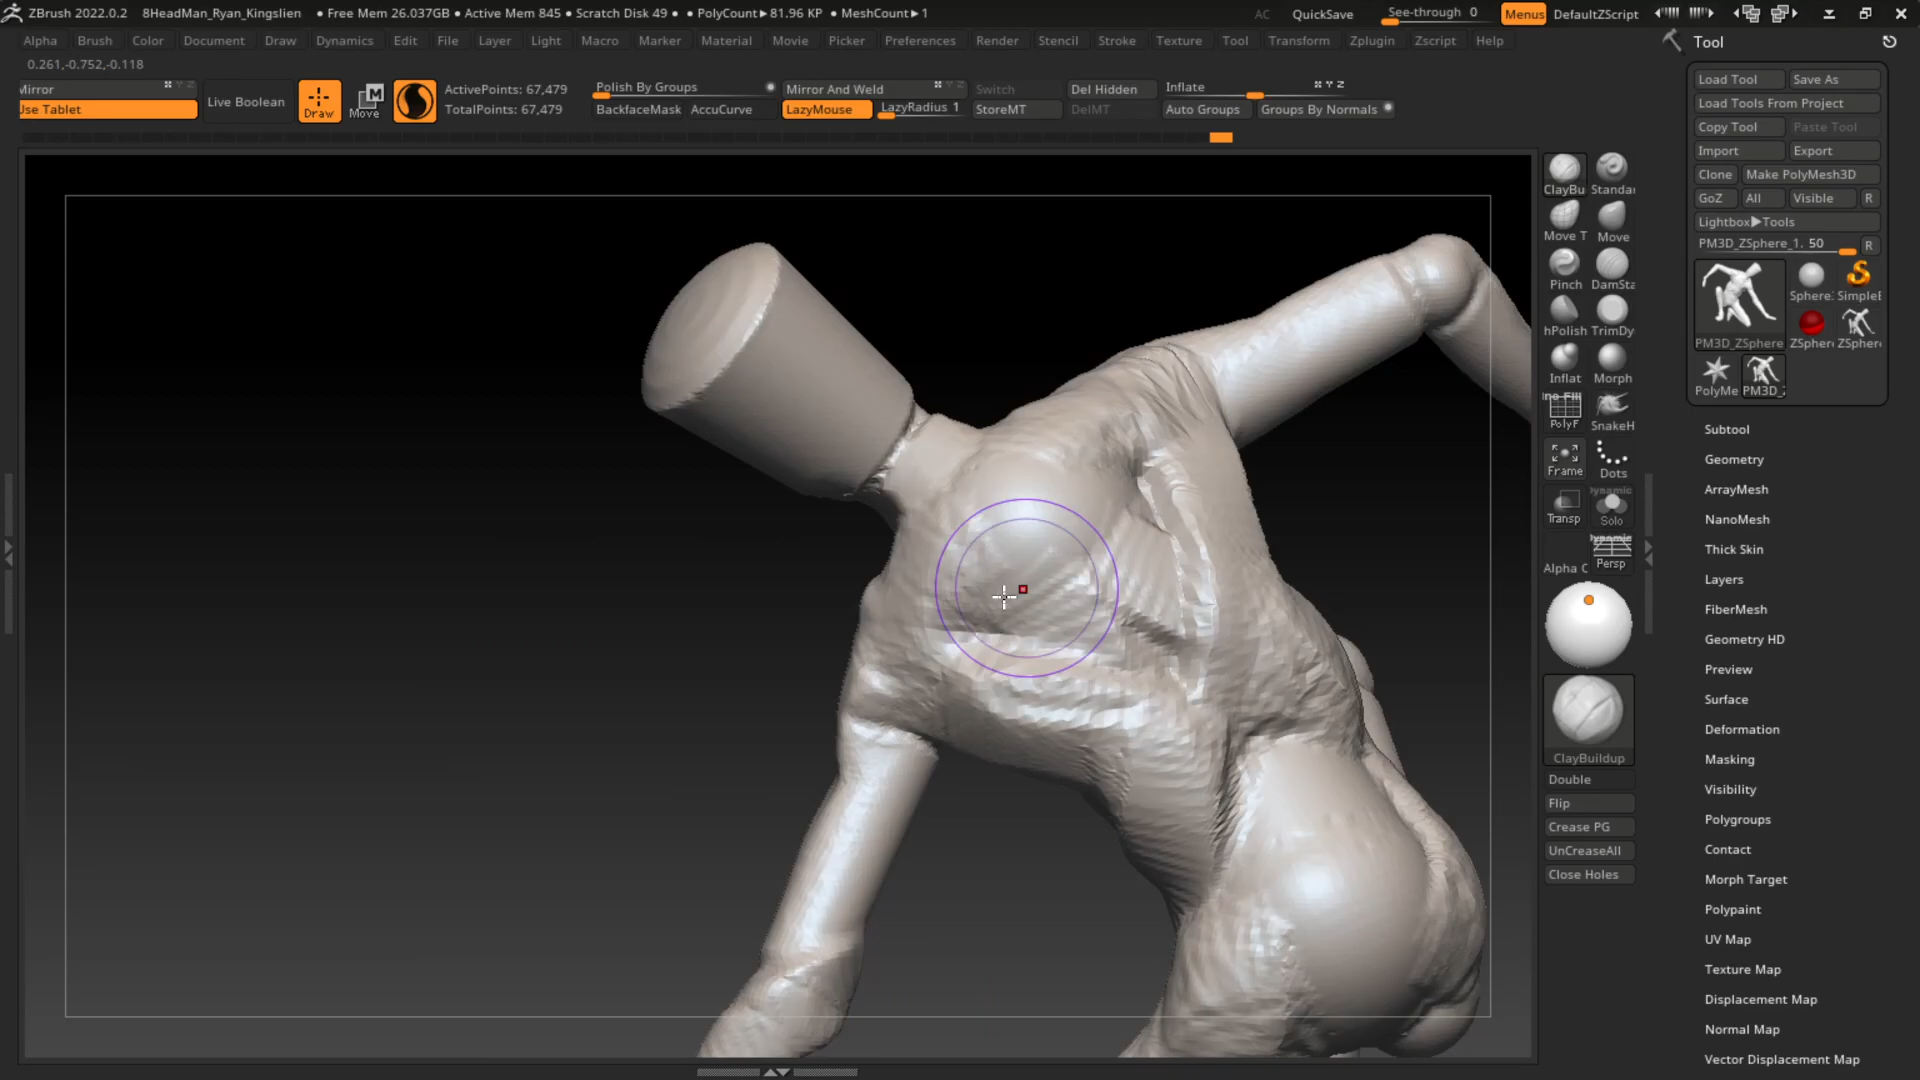 ZBrush 2022.0.2 8HeadMan_Ryan_Kingslien • Free Mem 26.037GB • Active Mem 845 • Scratch Disk 49 • • PolyCount▶81.96 KP • MeshCount▶1 AC QuickSave See-through 0 Menus DefaultZScript
Alpha Brush Color Document Draw Dynamics Edit File Layer Light Macro Marker Material Movie Picker Preferences Render Stencil Stroke Texture Tool Transform Zplugin Zscript Help
0.261,-0.752,-0.118
Mirror
Use Tablet
Live Boolean
Draw
Move
M
ActivePoints: 67,479
TotalPoints: 67,479
Polish By Groups
BackfaceMask AccuCurve
Mirror And Weld
LazyMouse LazyRadius 1
Switch
StoreMT
Del Hidden
DelMT
Inflate X Y Z
Auto Groups Groups By Normals
ClayBu Standar
Move T Move
Pinch DamSta
hPolish TrimDy
Inflat Morph
PolyF SnakeH
Frame Dots
Dynamic
Transp Solo
Dynamic
Alpha C Persp
ClayBuildup
Double
Flip
Crease PG
UnCreaseAll
Close Holes
Tool
Load Tool Save As
Load Tools From Project
Copy Tool Paste Tool
Import Export
Clone Make PolyMesh3D
GoZ All Visible R
Lightbox▶Tools
PM3D_ZSphere_1. 50 R
Sphere SimpleB
PM3D_ZSphere ZSpher ZSpher
PolyMe PM3D_
Subtool
Geometry
ArrayMesh
NanoMesh
Thick Skin
Layers
FiberMesh
Geometry HD
Preview
Surface
Deformation
Masking
Visibility
Polygroups
Contact
Morph Target
Polypaint
UV Map
Texture Map
Displacement Map
Normal Map
Vector Displacement Map